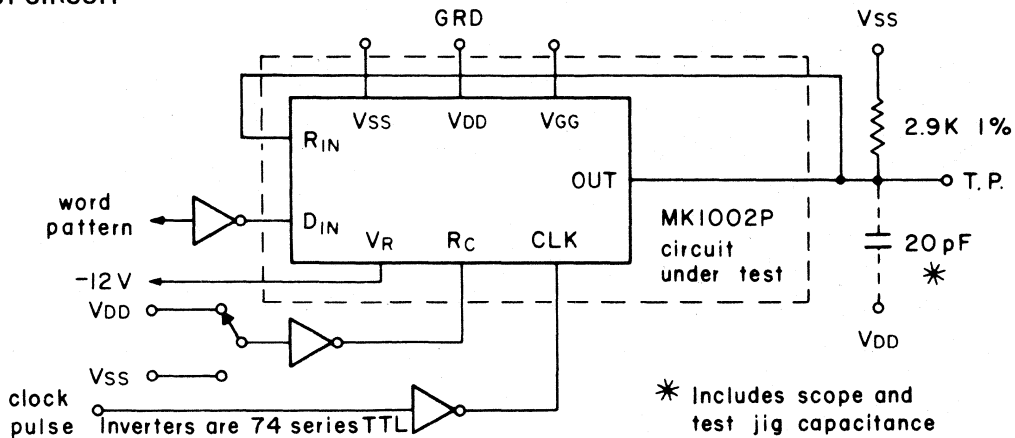 GRD
VSS
VSS
VDD
VGG
RIN
2.9K 1%
OUT
T.P.
word
pattern
DIN
VR
RC
CLK
MK1002P
circuit
under test
20pF
*
-12V
VDD
VDD
VSS
clock
pulse
Inverters are 74 series TTL
* Includes scope and
test jig capacitance